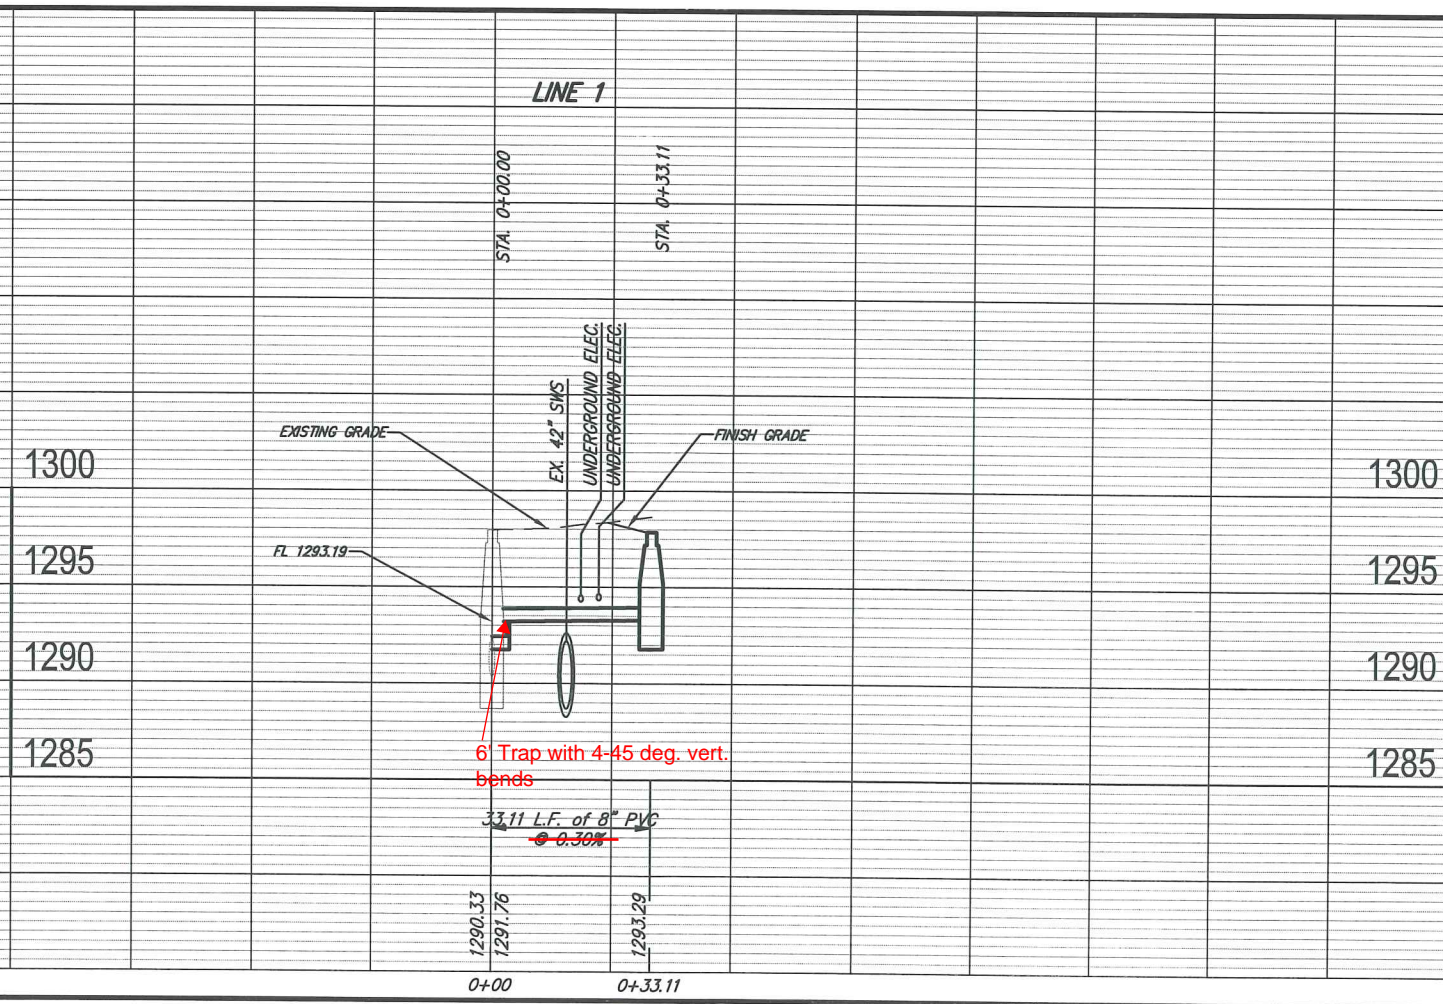 LINE 1
STA. 0+00.00
STA. 0+33.11
EX. 42" SWS
UNDERGROUND ELEC.
UNDERGROUND ELEC.
EXISTING GRADE
FINISH GRADE
1300
1300
FL 1293.19
1295
1295
1290
1290
1285
1285
6' Trap with 4-45 deg. vert.
bends
33.11 L.F. of 8" PVC
@ 0.30%
1290.33
1291.76
1293.29
0+00
0+33.11